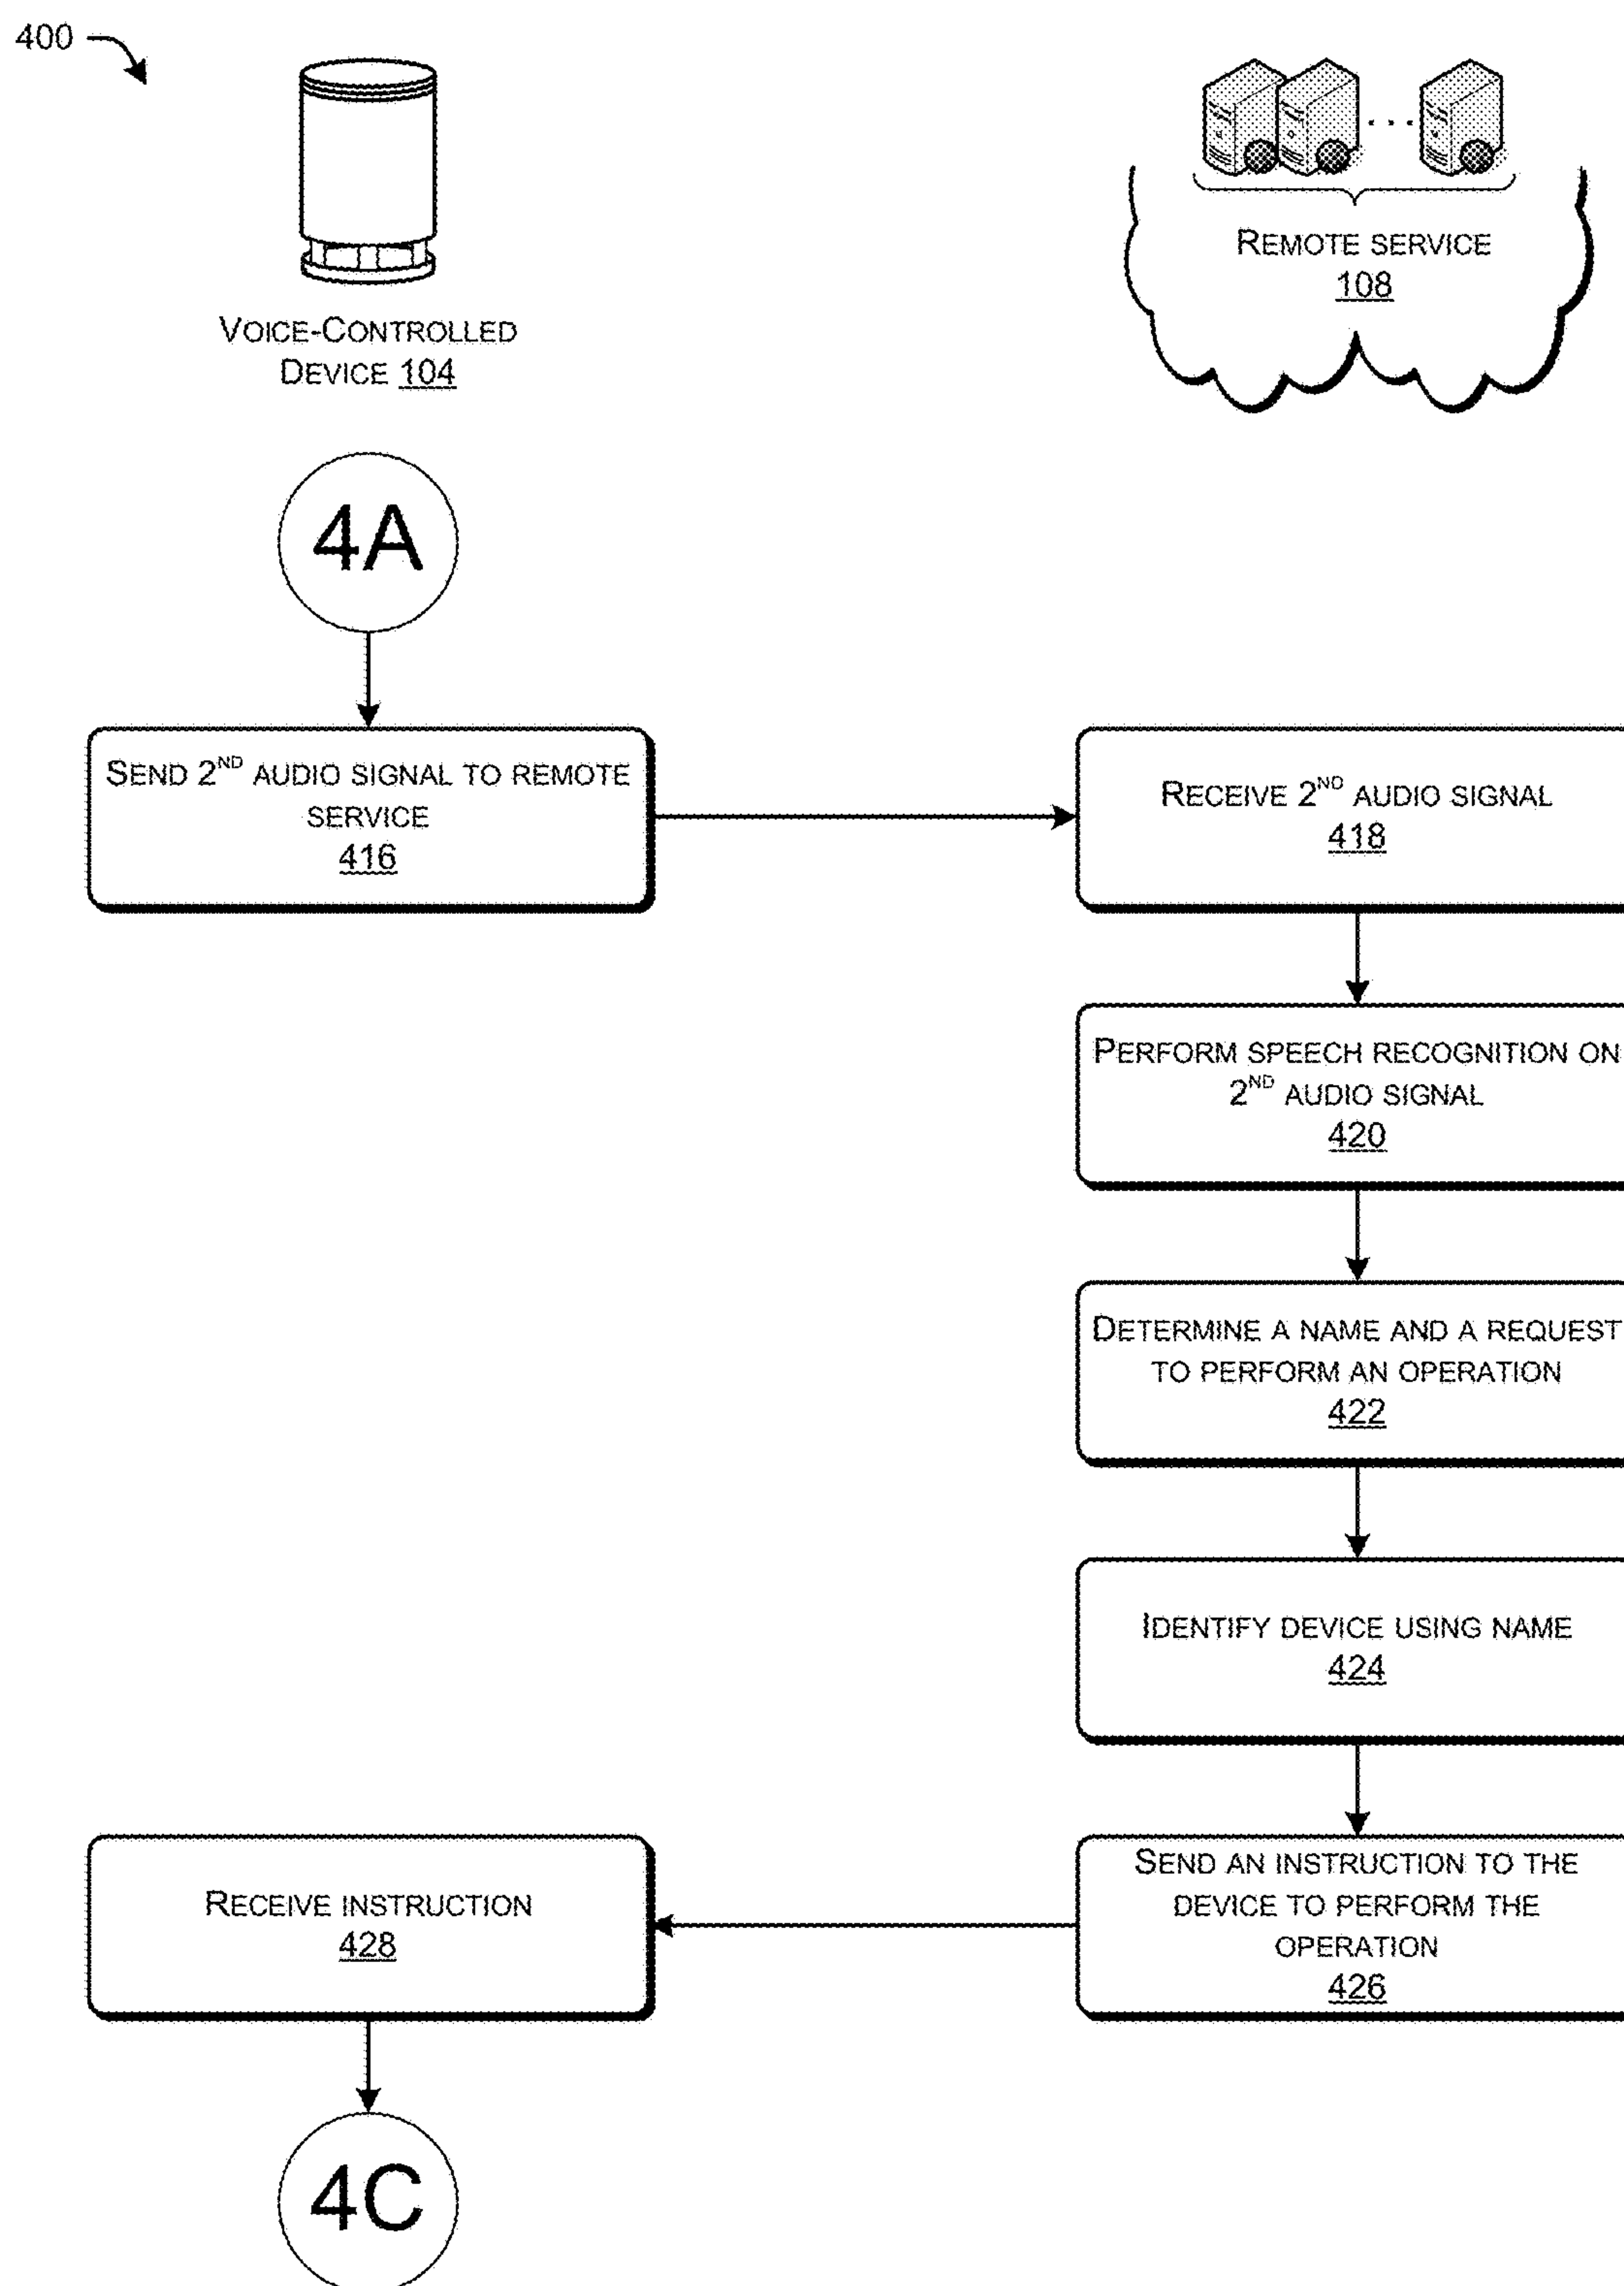 400
VOICE-CONTROLLED
DEVICE 104
REMOTE SERVICE
108
4A
SEND 2ND AUDIO SIGNAL TO REMOTE
SERVICE
416
RECEIVE 2ND AUDIO SIGNAL
418
PERFORM SPEECH RECOGNITION ON
2ND AUDIO SIGNAL
420
DETERMINE A NAME AND A REQUEST
TO PERFORM AN OPERATION
422
IDENTIFY DEVICE USING NAME
424
SEND AN INSTRUCTION TO THE
DEVICE TO PERFORM THE
OPERATION
426
RECEIVE INSTRUCTION
428
4C